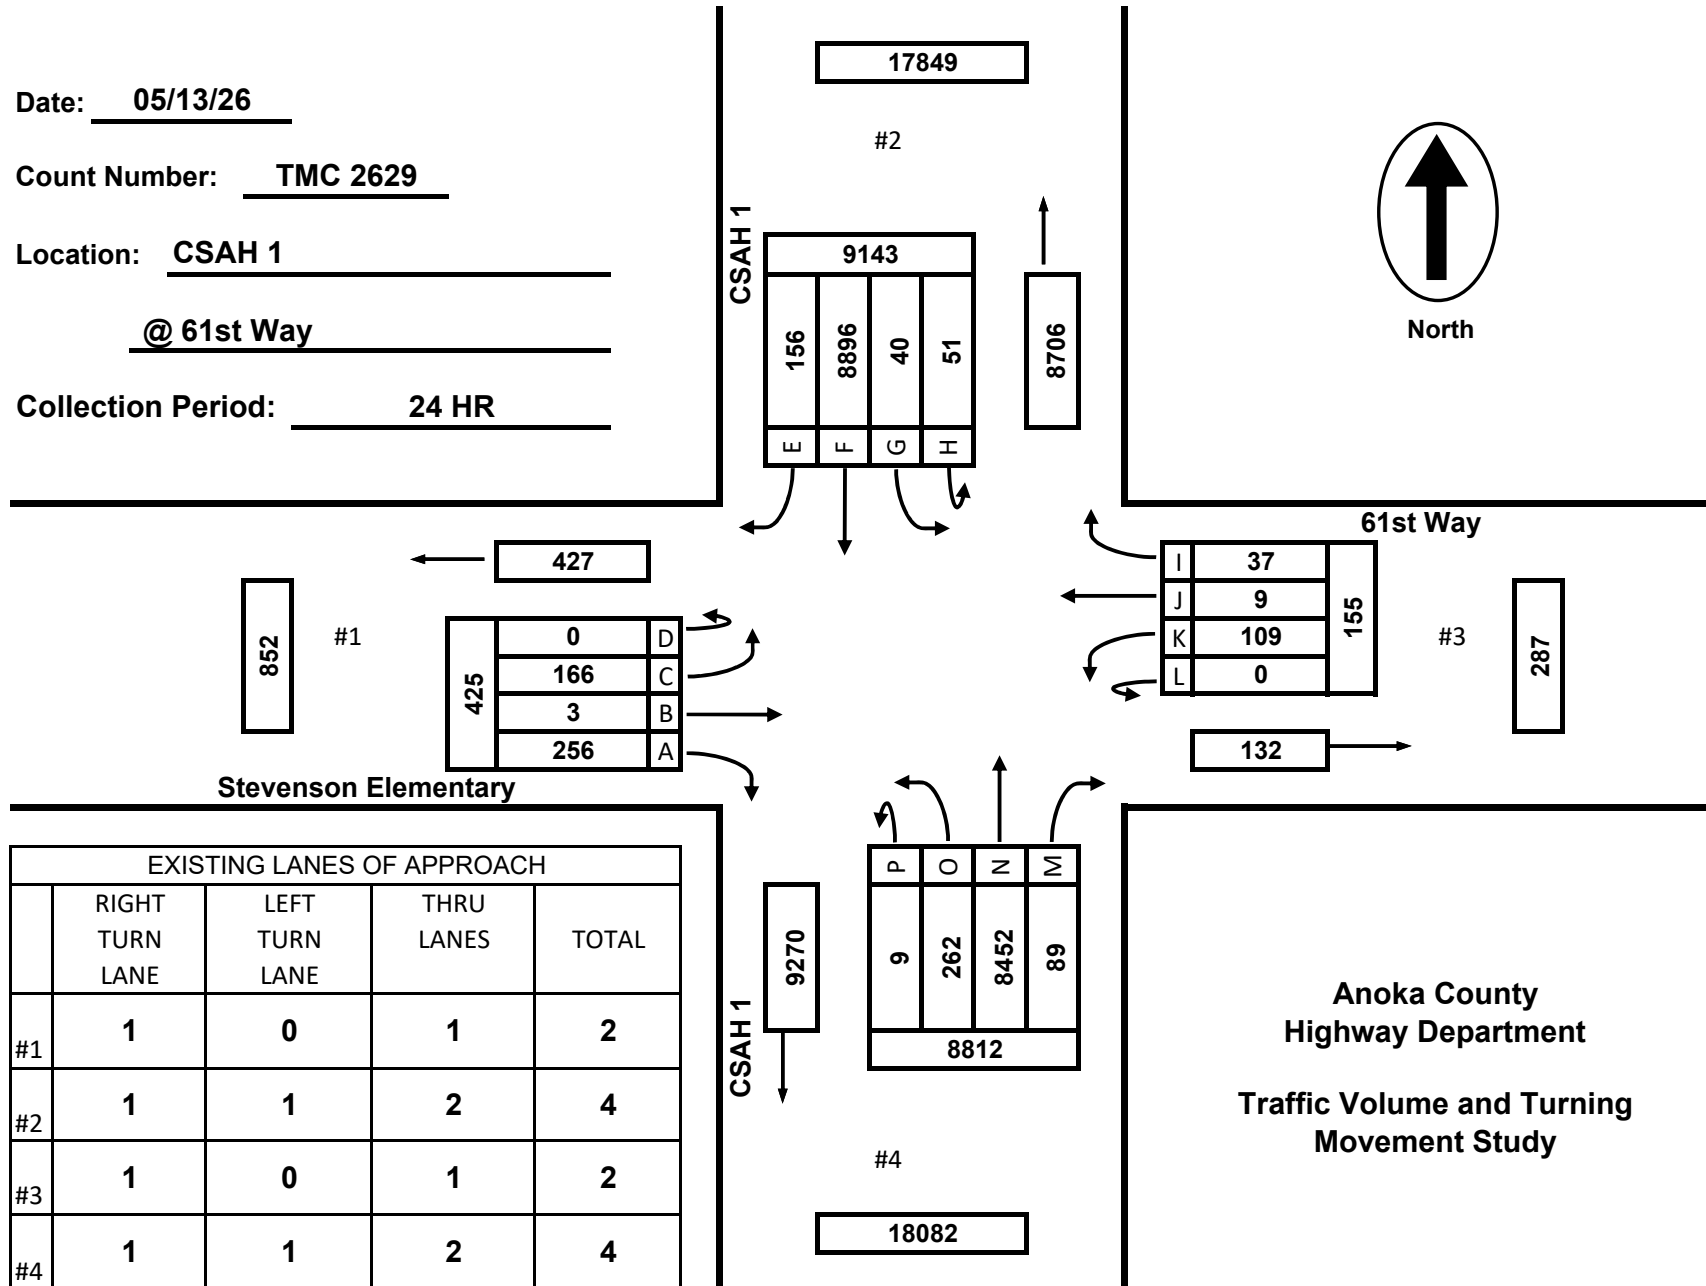 Date: 05/13/26
Count Number: TMC 2629
Location: CSAH 1
@ 61st Way
Collection Period: 24 HR
17849
#2
CSAH 1
9143
156 8896 40 51
E F G H
8706
North
427
852
#1
425
0 D
166 C
3 B
256 A
Stevenson Elementary
61st Way
I 37
J 9
K 109
L 0
155
#3
287
132
P O N M
9 262 8452 89
8812
9270
CSAH 1
#4
18082
EXISTING LANES OF APPROACH
RIGHT TURN LANE LEFT TURN LANE THRU LANES TOTAL
#1 1 0 1 2
#2 1 1 2 4
#3 1 0 1 2
#4 1 1 2 4
Anoka County
Highway Department
Traffic Volume and Turning
Movement Study